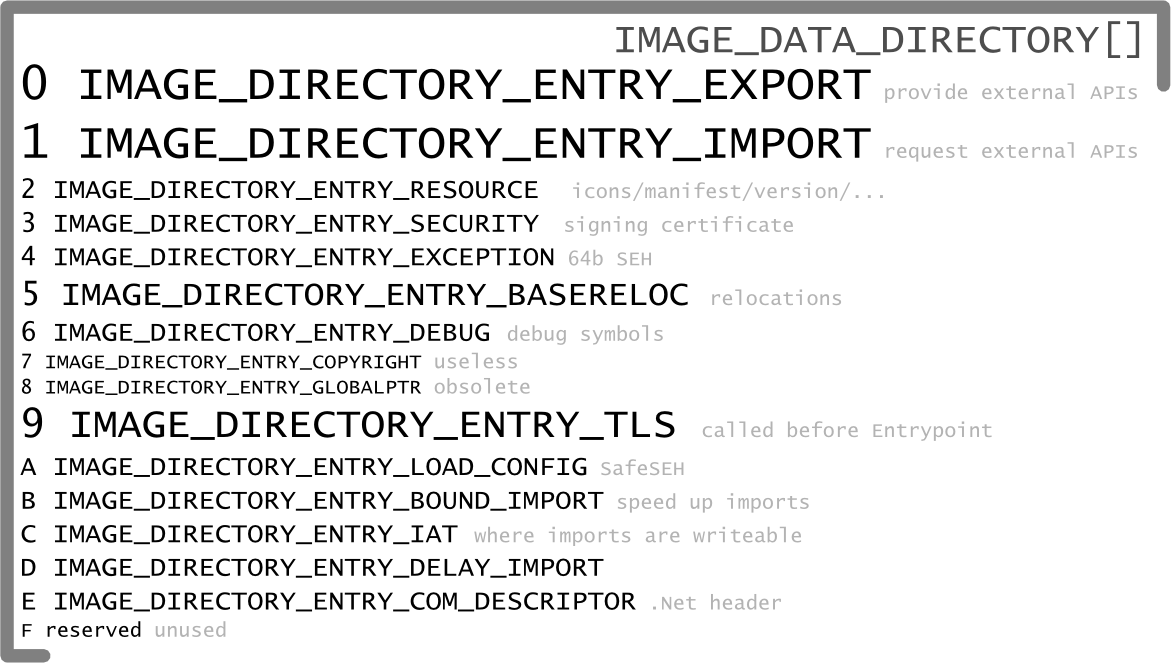 IMAGE_DATA_DIRECTORY[]
0 IMAGE_DIRECTORY_ENTRY_EXPORT provide external APIs
1 IMAGE_DIRECTORY_ENTRY_IMPORT request external APIs
2 IMAGE_DIRECTORY_ENTRY_RESOURCE icons/manifest/version/...
3 IMAGE_DIRECTORY_ENTRY_SECURITY signing certificate
4 IMAGE_DIRECTORY_ENTRY_EXCEPTION 64b SEH
5 IMAGE_DIRECTORY_ENTRY_BASERELOC relocations
6 IMAGE_DIRECTORY_ENTRY_DEBUG debug symbols
7 IMAGE_DIRECTORY_ENTRY_COPYRIGHT useless
8 IMAGE_DIRECTORY_ENTRY_GLOBALPTR obsolete
9 IMAGE_DIRECTORY_ENTRY_TLS called before Entrypoint
A IMAGE_DIRECTORY_ENTRY_LOAD_CONFIG SafeSEH
B IMAGE_DIRECTORY_ENTRY_BOUND_IMPORT speed up imports
C IMAGE_DIRECTORY_ENTRY_IAT where imports are writeable
D IMAGE_DIRECTORY_ENTRY_DELAY_IMPORT
E IMAGE_DIRECTORY_ENTRY_COM_DESCRIPTOR .Net header
F reserved unused